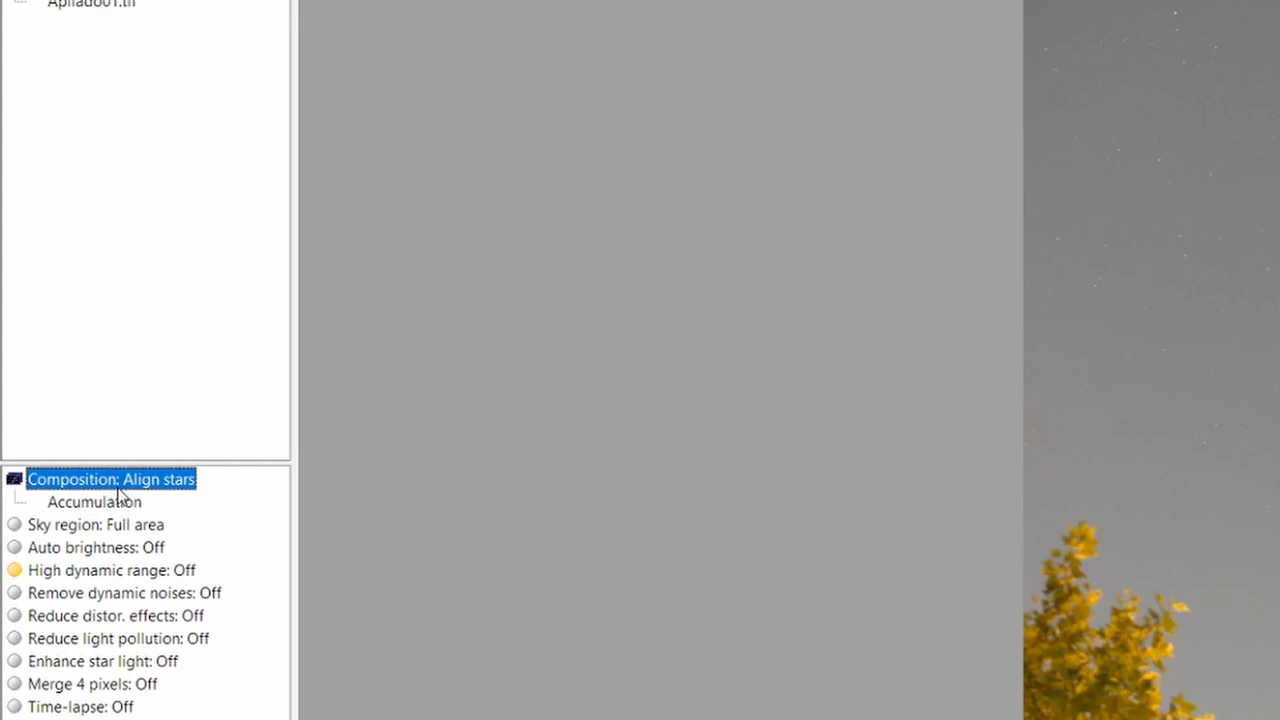 Apilado01.tif
Composition: Align stars
Accumulation
Sky region: Full area
Auto brightness: Off
High dynamic range: Off
Remove dynamic noises: Off
Reduce distor. effects: Off
Reduce light pollution: Off
Enhance star light: Off
Merge 4 pixels: Off
Time-lapse: Off